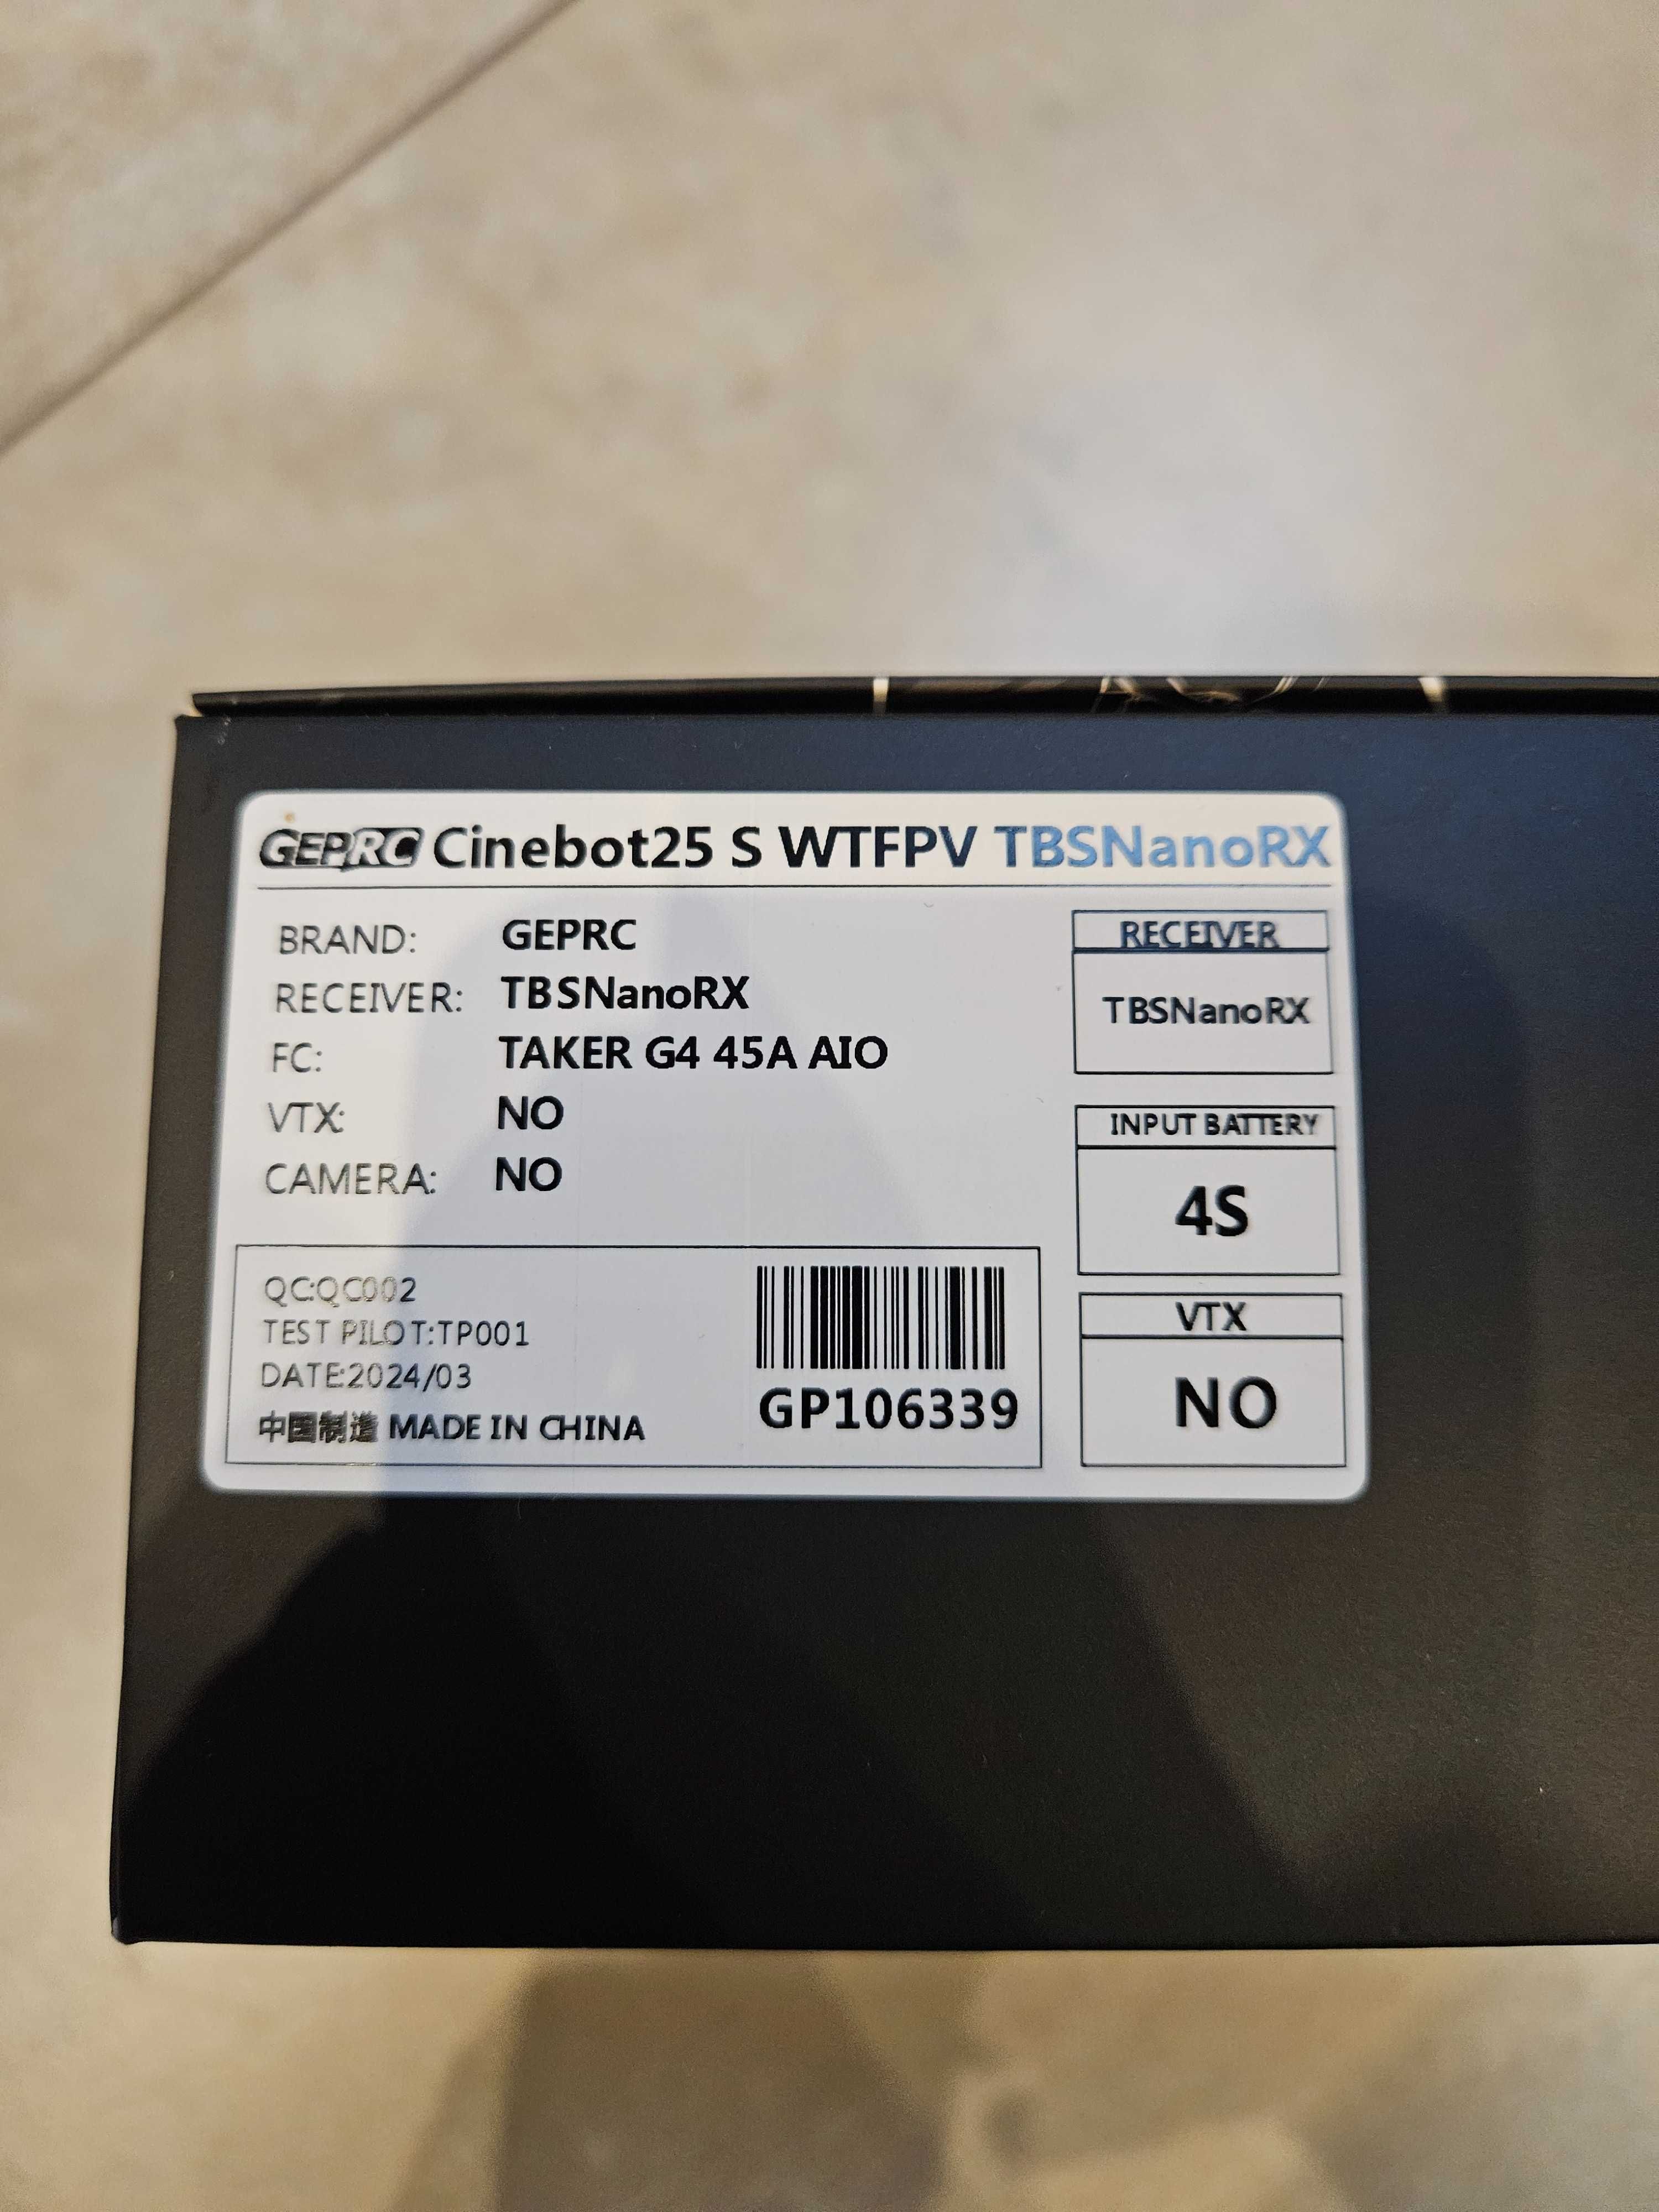 GEPRC Cinebot25 S WTFPV TBSNanoRX
BRAND: GEPRC
RECEIVER: TBSNanoRX
FC: TAKER G4 45A AIO
VTX: NO
CAMERA: NO
QC:QC002
TEST PILOT:TP001
DATE:2024/03
中国制造 MADE IN CHINA
GP106339
RECEIVER
TBSNanoRX
INPUT BATTERY
4S
VTX
NO